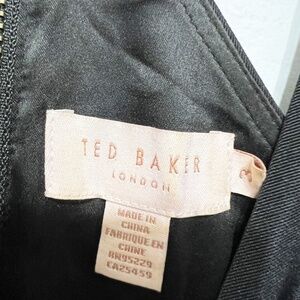 TED BAKER
LONDON
3
MADE IN
CHINA
FABRIQUE EN
CHINE
RN95229
CA25459